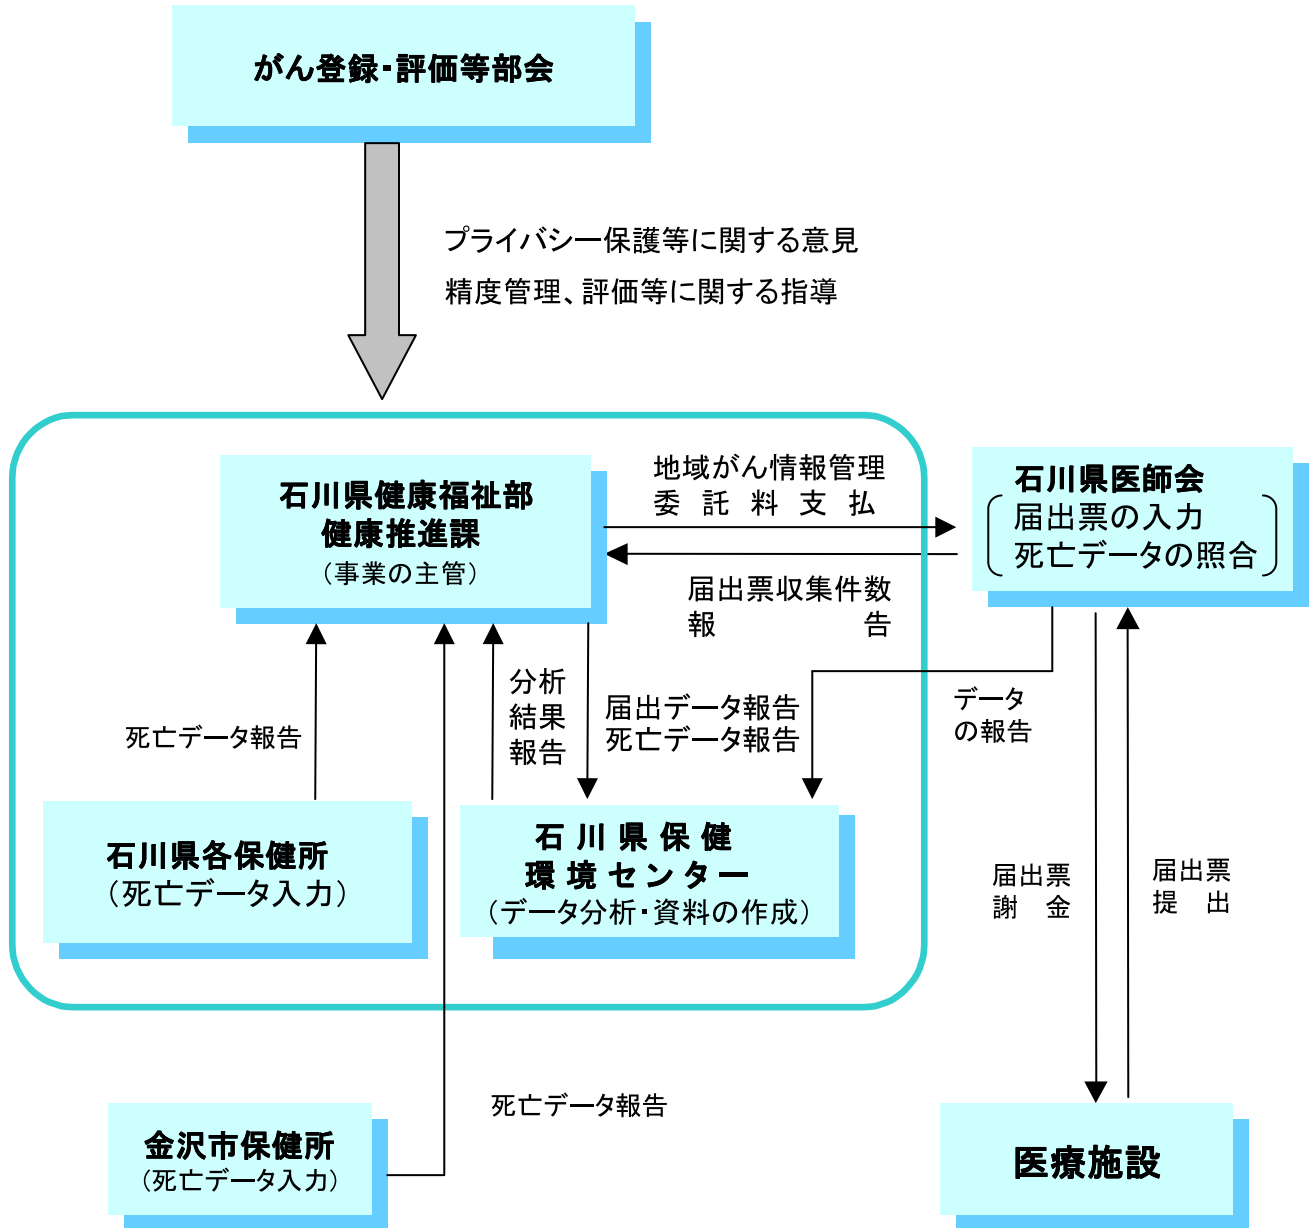 がん登録・評価等部会
プライバシー保護等に関する意見
精度管理、評価等に関する指導
石川県健康福祉部
健康推進課
（事業の主管）
地域がん情報管理
委託料支払
届出票収集件数
報告
石川県医師会
届出票の入力
死亡データの照合
死亡データ報告
分析
結果
報告
届出データ報告
死亡データ報告
データ
の報告
石川県各保健所
（死亡データ入力）
石川県保健
環境センター
（データ分析・資料の作成）
届出票
謝金
届出票
提出
死亡データ報告
金沢市保健所
（死亡データ入力）
医療施設